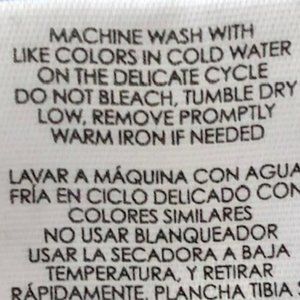 MACHINE WASH WITH
LIKE COLORS IN COLD WATER
ON THE DELICATE CYCLE
DO NOT BLEACH, TUMBLE DRY
LOW, REMOVE PROMPTLY
WARM IRON IF NEEDED
LAVAR A MÁQUINA CON AGUA
FRÍA EN CICLO DELICADO CON
COLORES SIMILARES
NO USAR BLANQUEADOR
USAR LA SECADORA A BAJA
TEMPERATURA, Y RETIRAR
RÁPIDAMENTE, PLANCHA TIBIA S